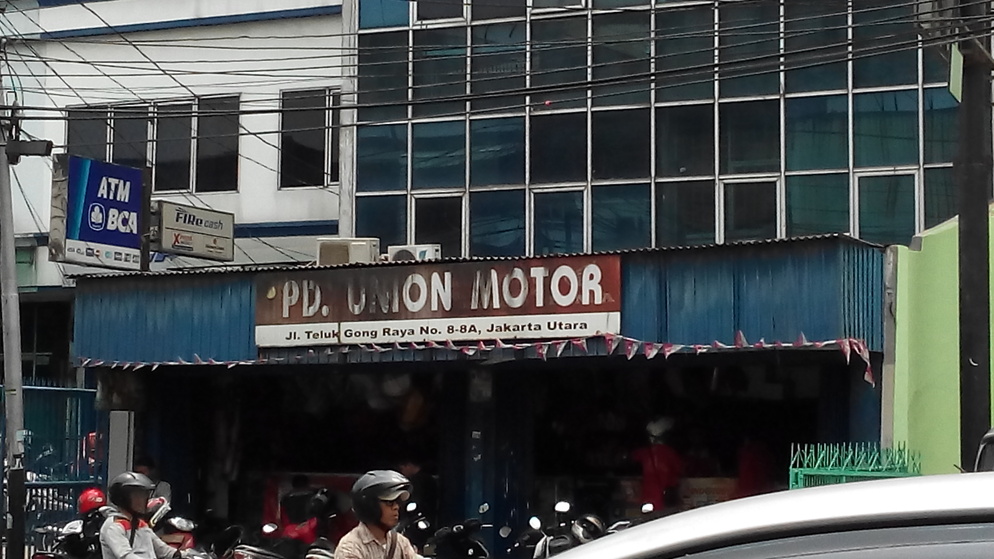 ATM
BCA
FIRe cash
PD. UNION MOTOR
Jl. Teluk Gong Raya No. 8-8A, Jakarta Utara